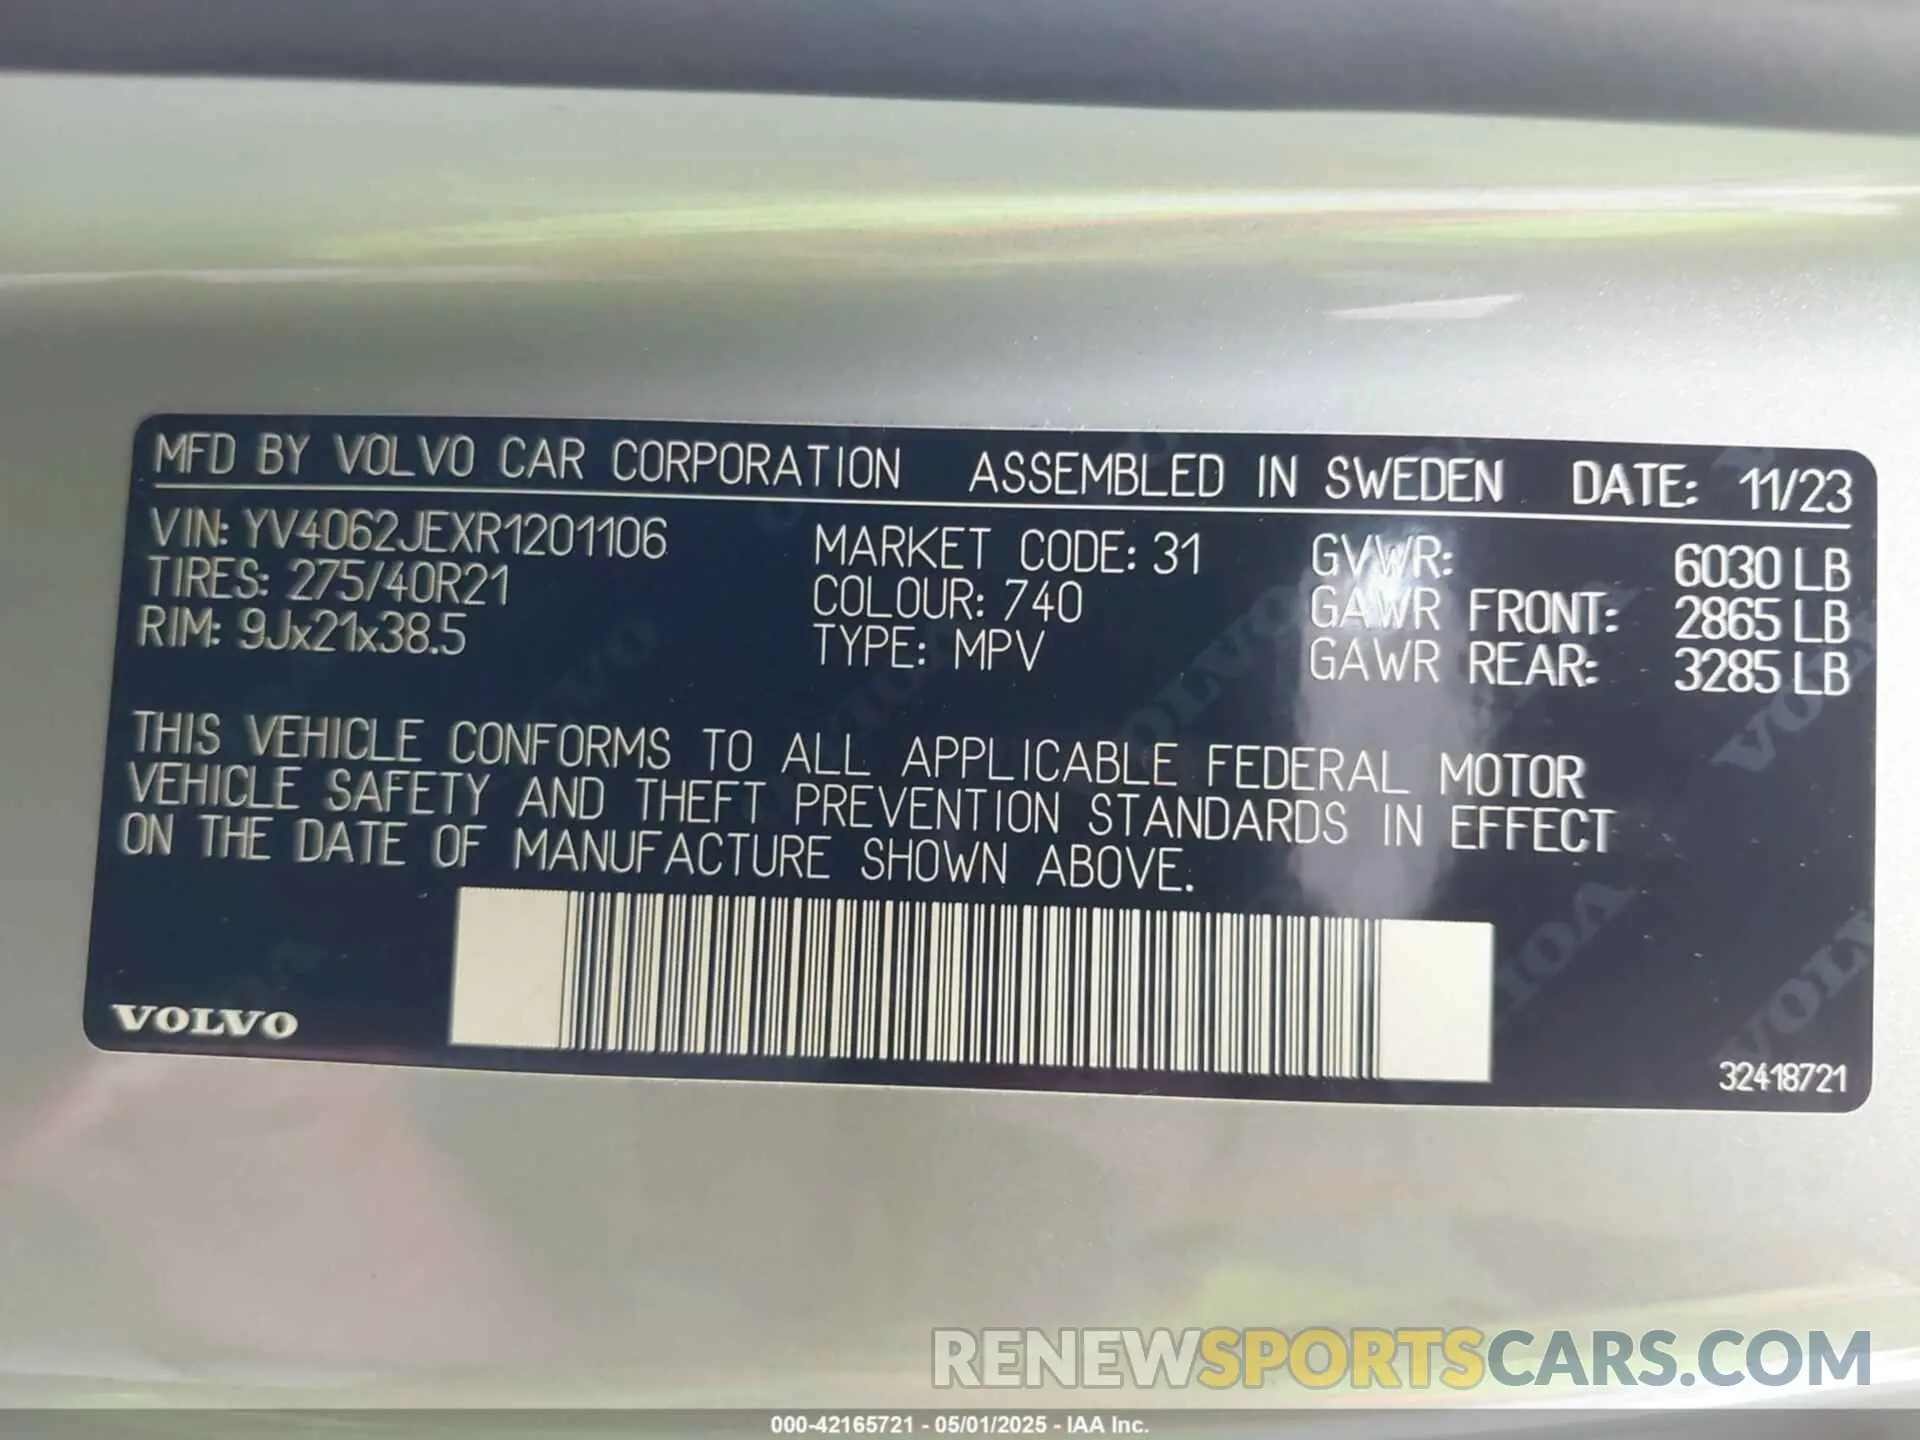 MFD BY VOLVO CAR CORPORATION ASSEMBLED IN SWEDEN DATE: 11/23
VIN: YV4062JEXR1201106 MARKET CODE: 31 GVWR: 6030 LB
TIRES: 275/40R21 COLOUR: 740 GAWR FRONT: 2865 LB
RIM: 9Jx21x38.5 TYPE: MPV GAWR REAR: 3285 LB
THIS VEHICLE CONFORMS TO ALL APPLICABLE FEDERAL MOTOR
VEHICLE SAFETY AND THEFT PREVENTION STANDARDS IN EFFECT
ON THE DATE OF MANUFACTURE SHOWN ABOVE.
VOLVO
32418721
RENEWSPORTSCARS.COM
000-42165721 - 05/01/2025 - IAA Inc.